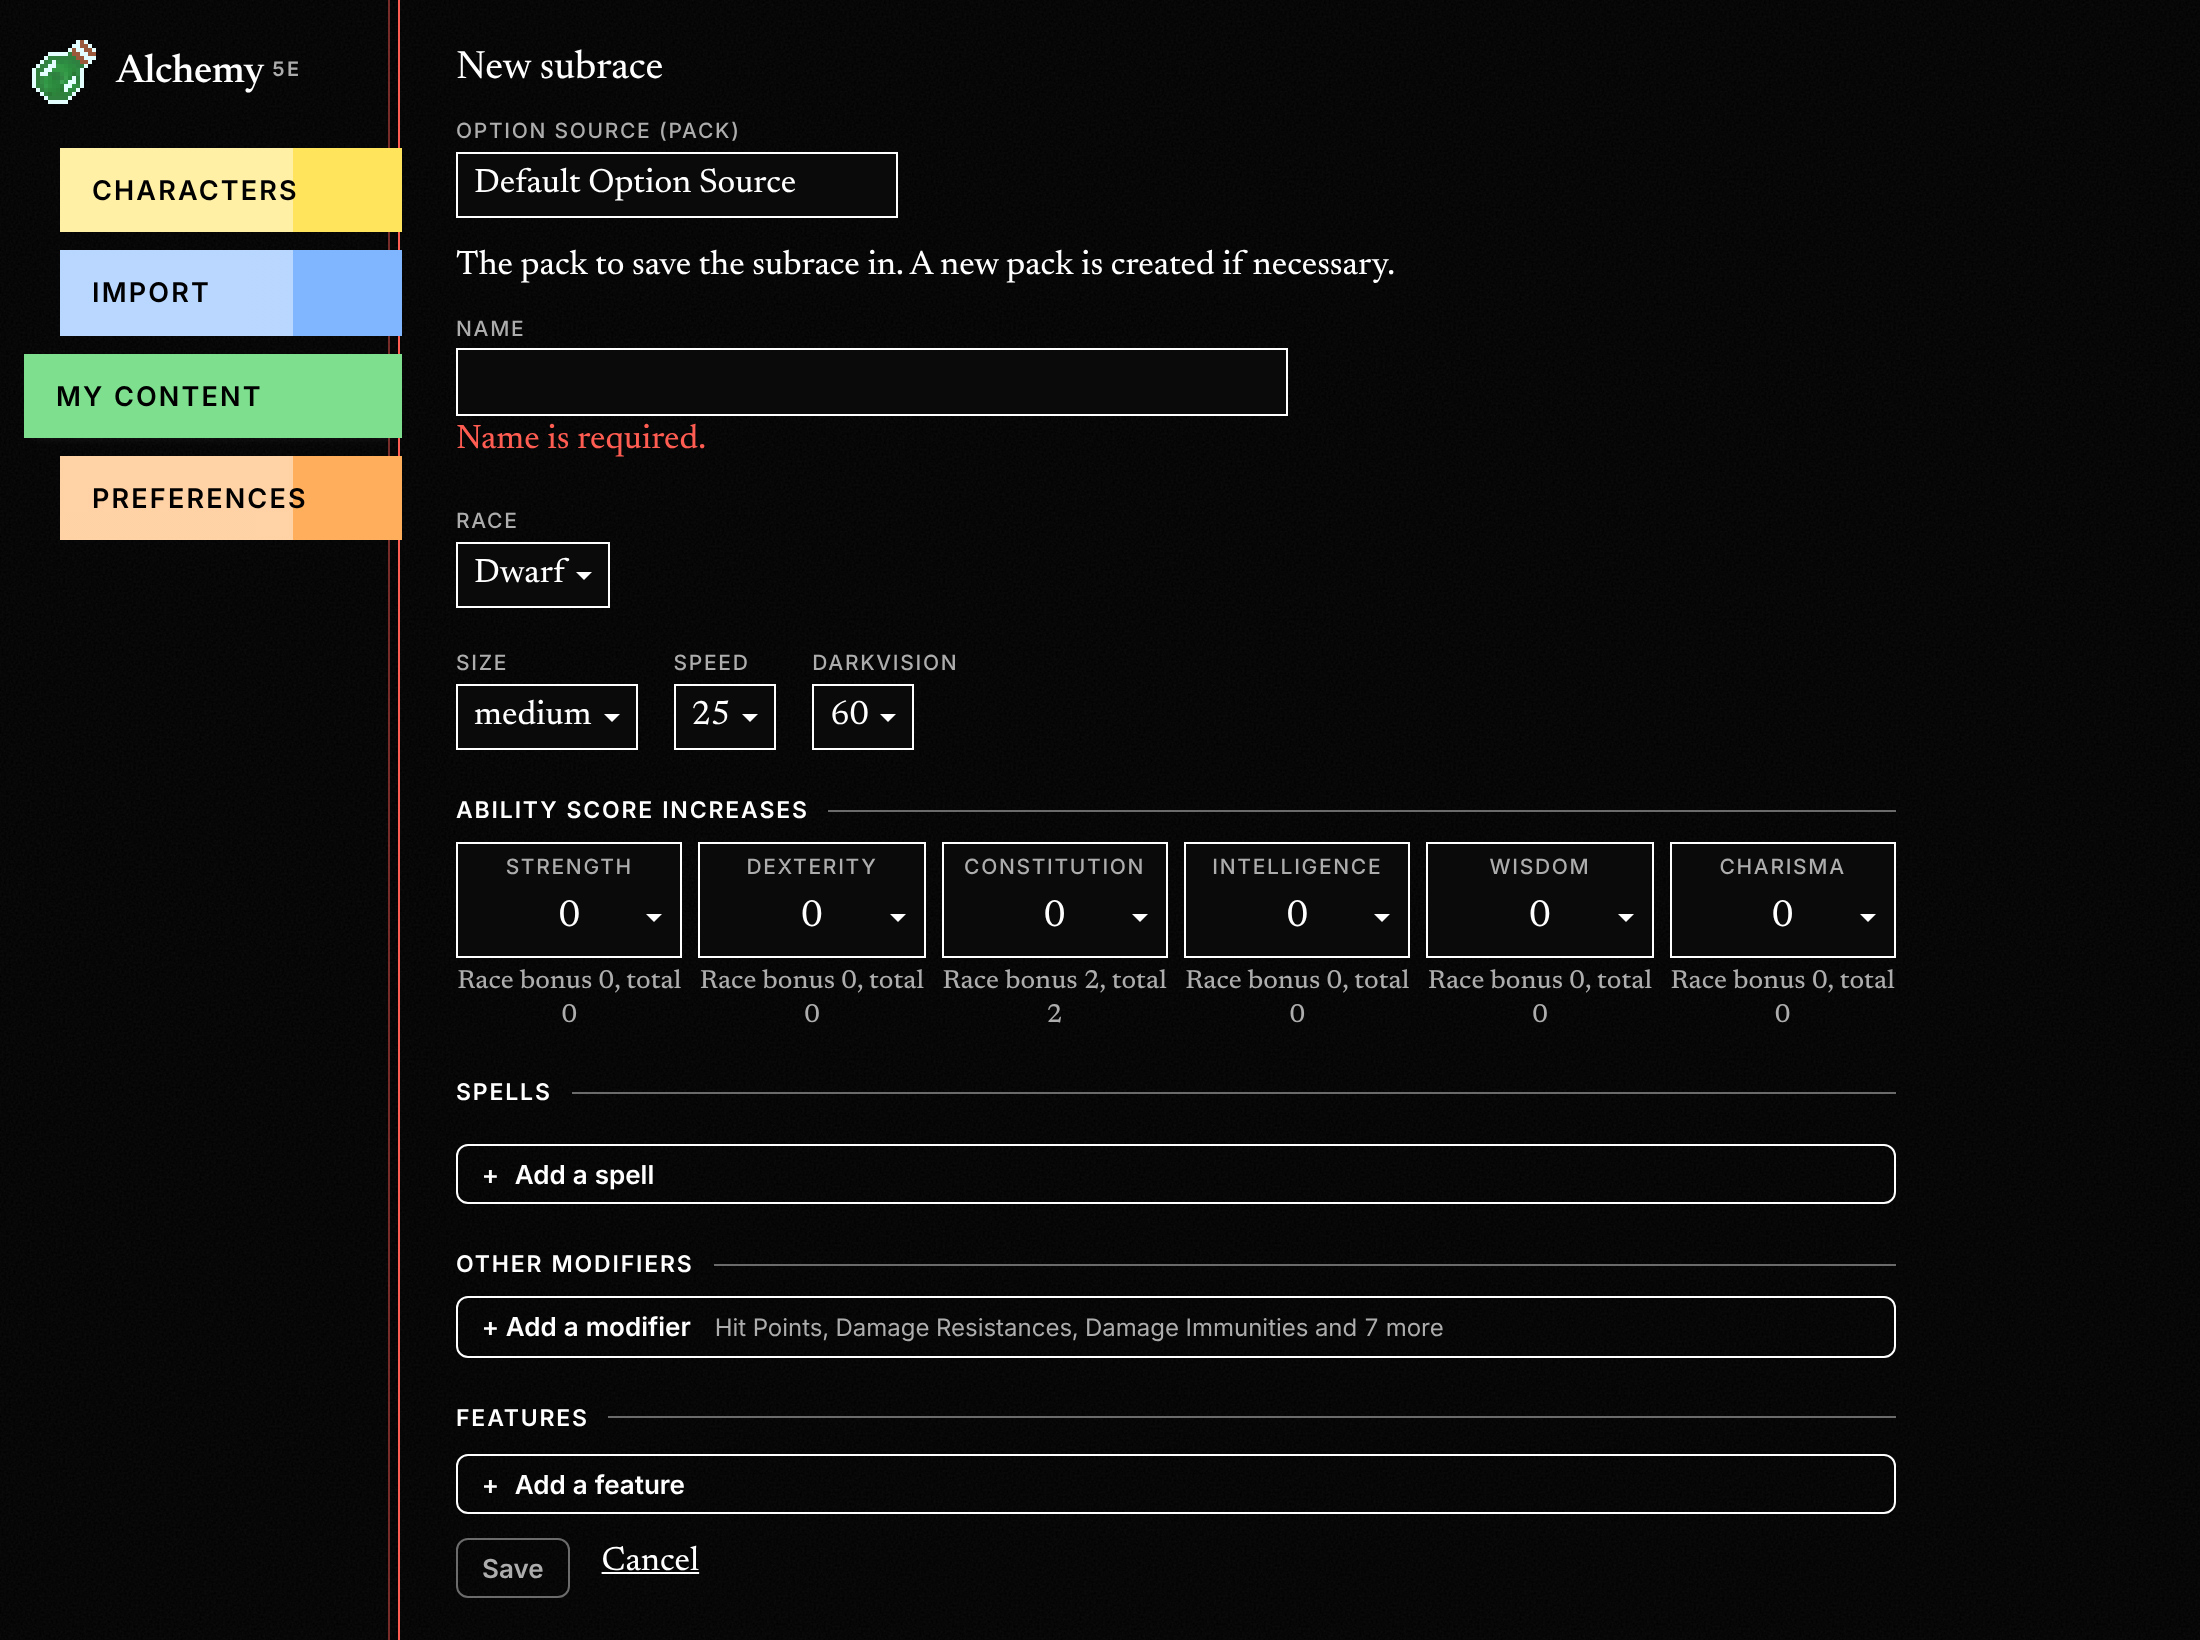 Alchemy 5E
CHARACTERS
IMPORT
MY CONTENT
PREFERENCES
New subrace
OPTION SOURCE (PACK)
Default Option Source
The pack to save the subrace in. A new pack is created if necessary.
NAME
Name is required.
RACE
Dwarf
SIZE SPEED DARKVISION
medium 25 60
ABILITY SCORE INCREASES
STRENGTH DEXTERITY CONSTITUTION INTELLIGENCE WISDOM CHARISMA
0 0 0 0 0 0
Race bonus 0, total Race bonus 0, total Race bonus 2, total Race bonus 0, total Race bonus 0, total Race bonus 0, total
0 0 2 0 0 0
SPELLS
+ Add a spell
OTHER MODIFIERS
+ Add a modifier Hit Points, Damage Resistances, Damage Immunities and 7 more
FEATURES
+ Add a feature
Save Cancel